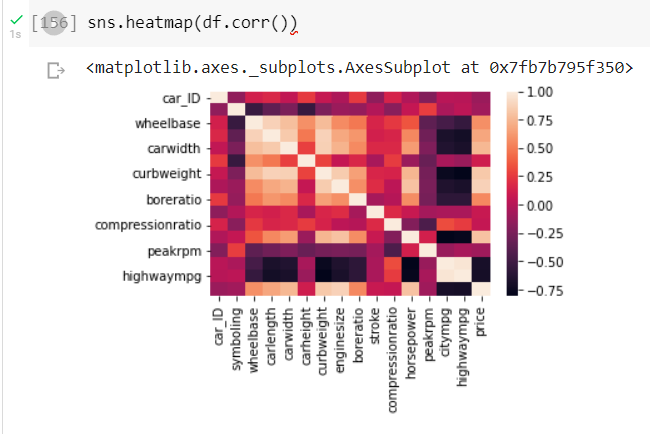 [156] sns.heatmap(df.corr())
1s
<matplotlib.axes._subplots.AxesSubplot at 0x7fb7b795f350>
car_ID
wheelbase
carwidth
curbweight
boreratio
compressionratio
peakrpm
highwaympg
1.00
0.75
0.50
0.25
0.00
−0.25
−0.50
−0.75
car_ID
symboling
wheelbase
carlength
carwidth
carheight
curbweight
enginesize
boreratio
stroke
compressionratio
horsepower
peakrpm
citympg
highwaympg
price